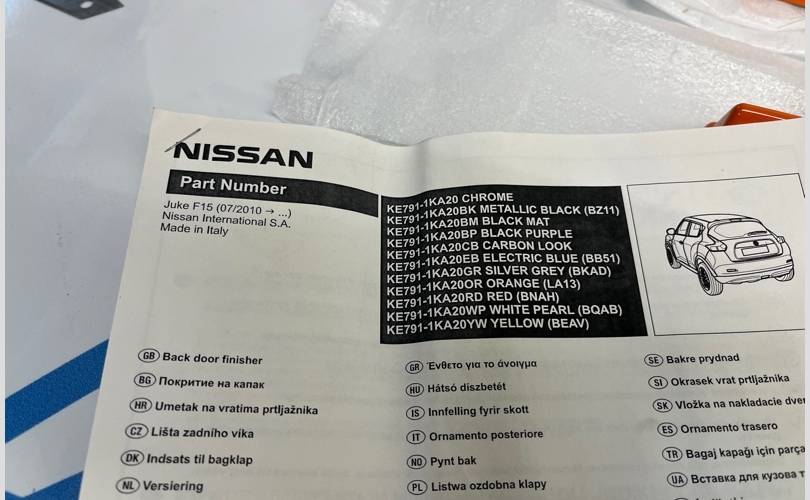 NISSAN
Part Number
Juke F15 (07/2010 → ...)
Nissan International S.A.
Made in Italy
KE791-1KA20 CHROME
KE791-1KA20BK METALLIC BLACK (BZ11)
KE791-1KA20BM BLACK MAT
KE791-1KA20BP BLACK PURPLE
KE791-1KA20CB CARBON LOOK
KE791-1KA20EB ELECTRIC BLUE (BB51)
KE791-1KA20GR SILVER GREY (BKAD)
KE791-1KA20OR ORANGE (LA13)
KE791-1KA20RD RED (BNAH)
KE791-1KA20WP WHITE PEARL (BQAB)
KE791-1KA20YW YELLOW (BEAV)
GB Back door finisher
BG Покритие на капак
HR Umetak na vratima prtljažnika
CZ Lišta zadního víka
DK Indsats til bagklap
NL Versiering
GR Ένθετο για το άνοιγμα
HU Hátsó díszbetét
IS Innfelling fyrir skott
IT Ornamento posteriore
NO Pynt bak
PL Listwa ozdobna klapy
SE Bakre prydnad
SI Okrasek vrat prtljažnika
SK Vložka na nakladacie
ES Ornamento trasero
TR Bagaj kapağı için
UA Вставка для кузова